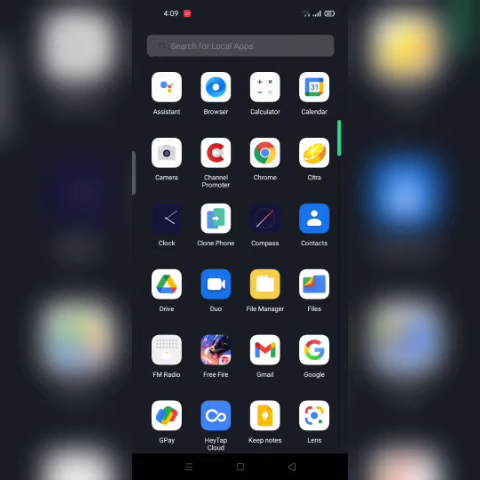 4:09
Search for Local Apps
Assistant
Browser
Calculator
31
Calendar
Camera
Channel
Promoter
Chrome
Citra
Clock
Clone Phone
Compass
Contacts
Drive
Duo
File Manager
Files
FM Radio
Free Fire
Gmail
Google
GPay
HeyTap
Cloud
Keep notes
Lens